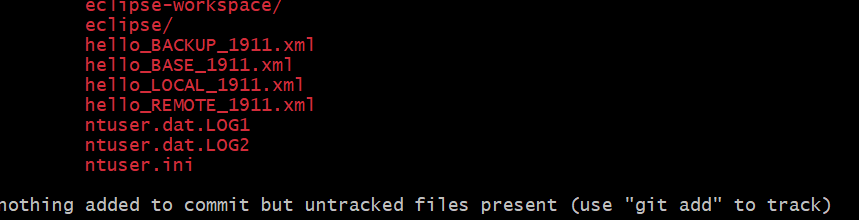 eclipse-workspace/
eclipse/
hello_BACKUP_1911.xml
hello_BASE_1911.xml
hello_LOCAL_1911.xml
hello_REMOTE_1911.xml
ntuser.dat.LOG1
ntuser.dat.LOG2
ntuser.ini
nothing added to commit but untracked files present (use "git add" to track)